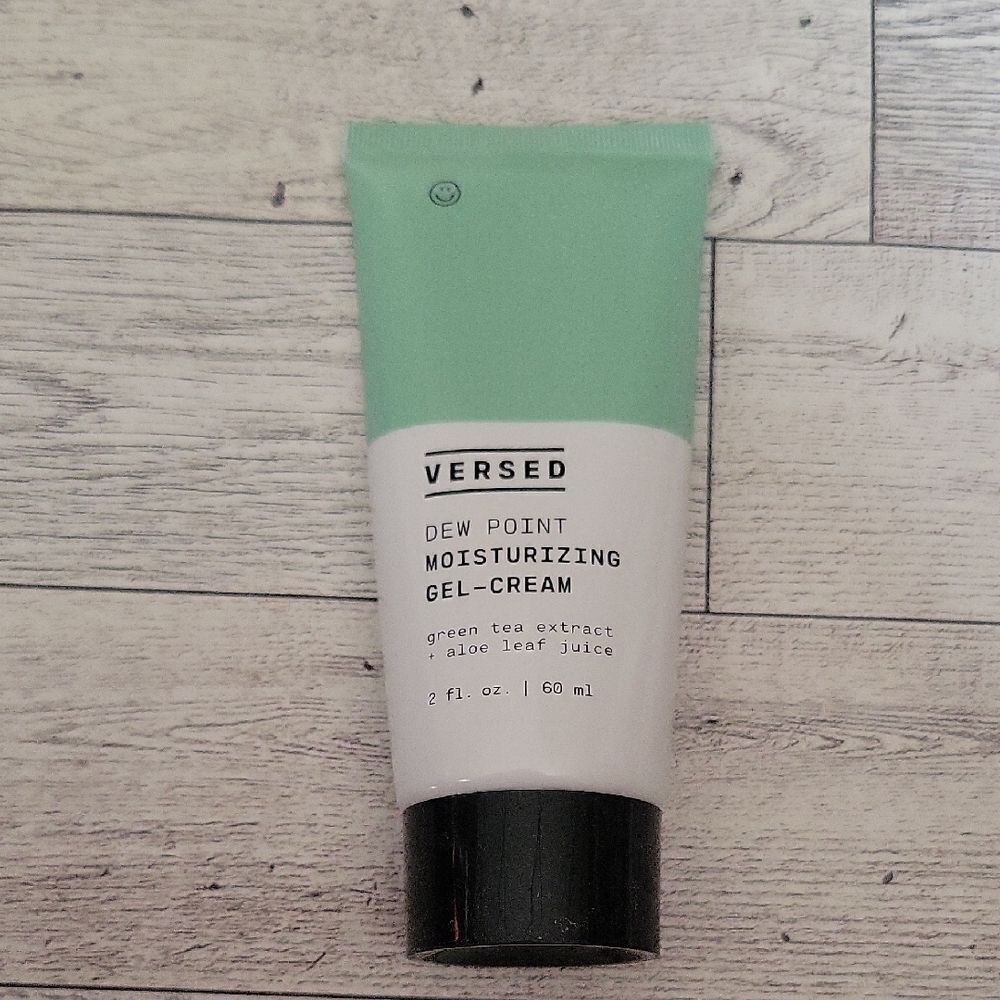 VERSED
DEW POINT
MOISTURIZING
GEL-CREAM
green tea extract
+ aloe leaf juice
2 fl. oz. | 60 ml